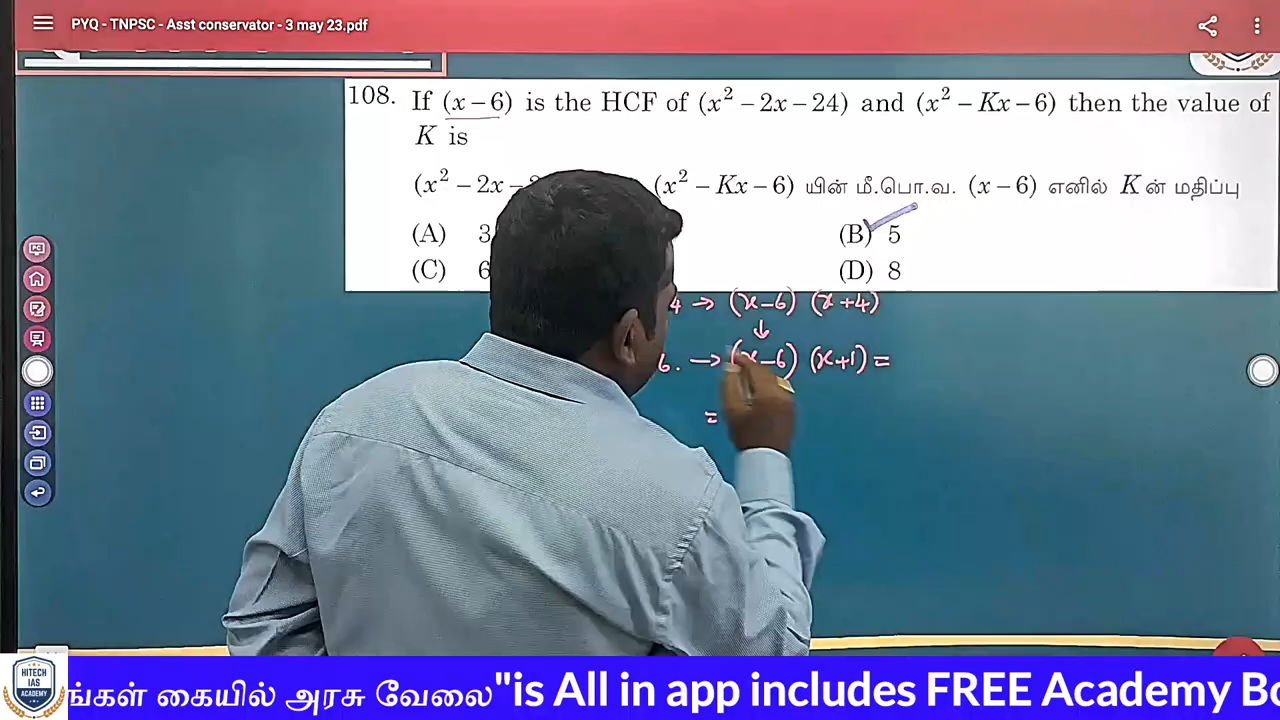 PYQ - TNPSC - Asst conservator - 3 may 23.pdf
108. If (x−6) is the HCF of (x² − 2x − 24) and (x² − Kx − 6) then the value of
K is
(x² − 2x − (x² − Kx − 6) யின் மீ.பொ.வ. (x − 6) எனில் K ன் மதிப்பு
(A) 3 (B) 5
(C) 6 (D) 8
4 → (x−6) (x+4)
↓
6. → (x−6) (x+1) =
=
HITECH
IAS
ACADEMY
ங்கள் கையில் அரசு வேலை"is All in app includes FREE Academy Bo